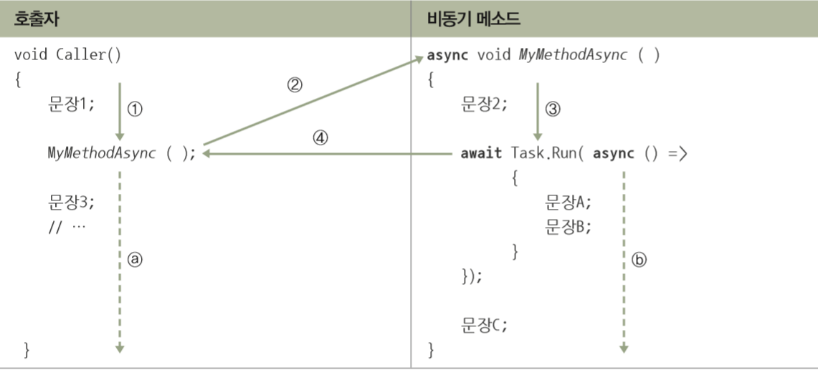 호출자
비동기 메소드
void Caller()
{
문장1;
①
MyMethodAsync ( );
문장3;
// …
ⓐ
}
②
④
async void MyMethodAsync ( )
{
문장2;
③
await Task.Run( async () =>
{
문장A;
문장B;
}
ⓑ
});
문장C;
}